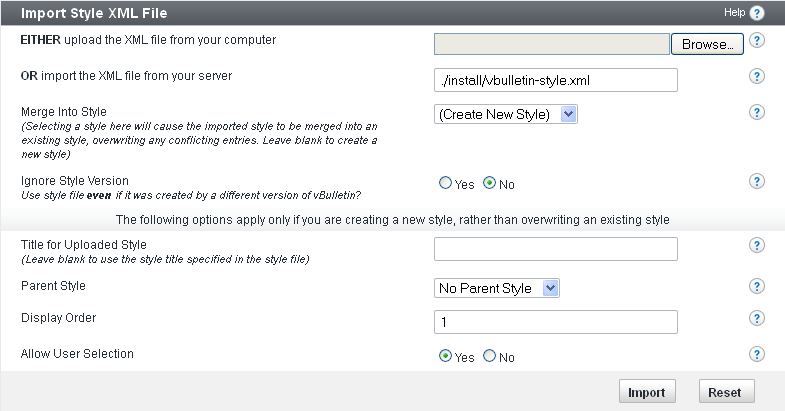 Import Style XML File Help ?
EITHER upload the XML file from your computer Browse... ?
OR import the XML file from your server ./install/vbulletin-style.xml ?
Merge Into Style (Create New Style) ?
(Selecting a style here will cause the imported style to be merged into an
existing style, overwriting any conflicting entries. Leave blank to create a
new style)
Ignore Style Version Yes No ?
Use style file even if it was created by a different version of vBulletin?
The following options apply only if you are creating a new style, rather than overwriting an existing style
Title for Uploaded Style ?
(Leave blank to use the style title specified in the style file)
Parent Style No Parent Style ?
Display Order 1 ?
Allow User Selection Yes No ?
Import Reset